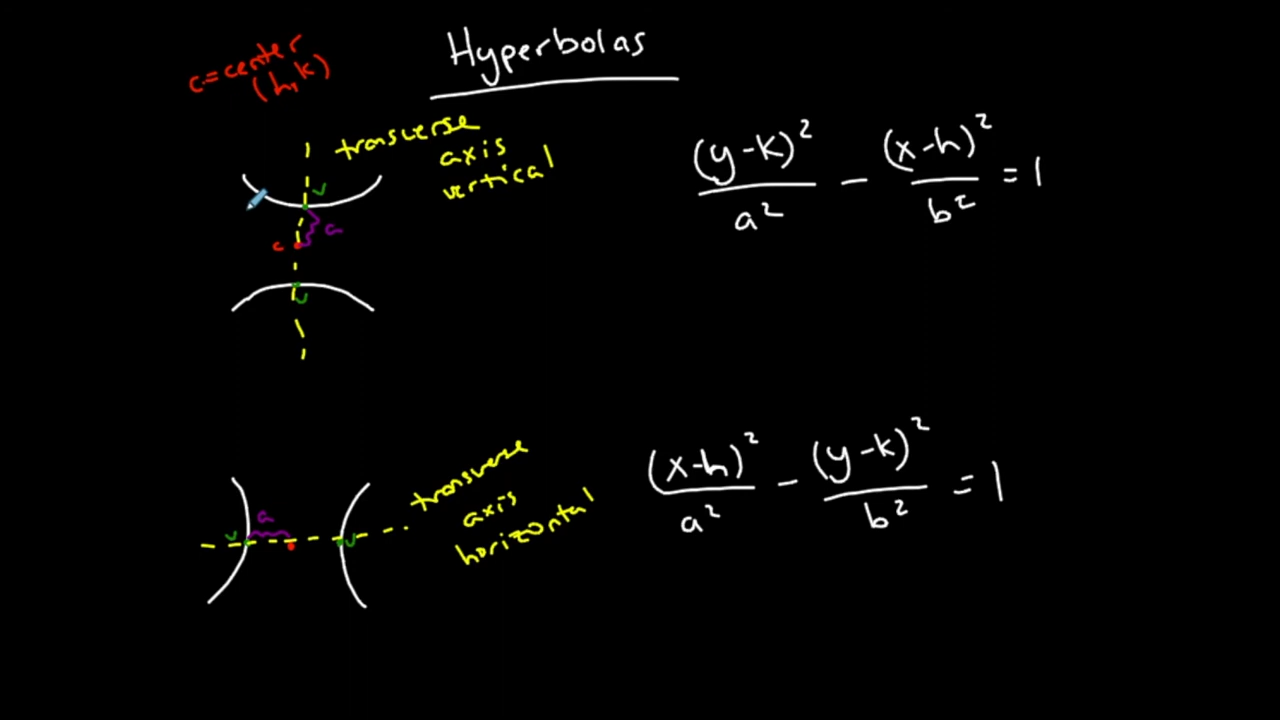 Hyperbolas
c = center
(h, k)
transverse
axis
vertical
v
a
c
v
(y-k)² / a² - (x-h)² / b² = 1
transverse
axis
horizontal
a
v
v
(x-h)² / a² - (y-k)² / b² = 1